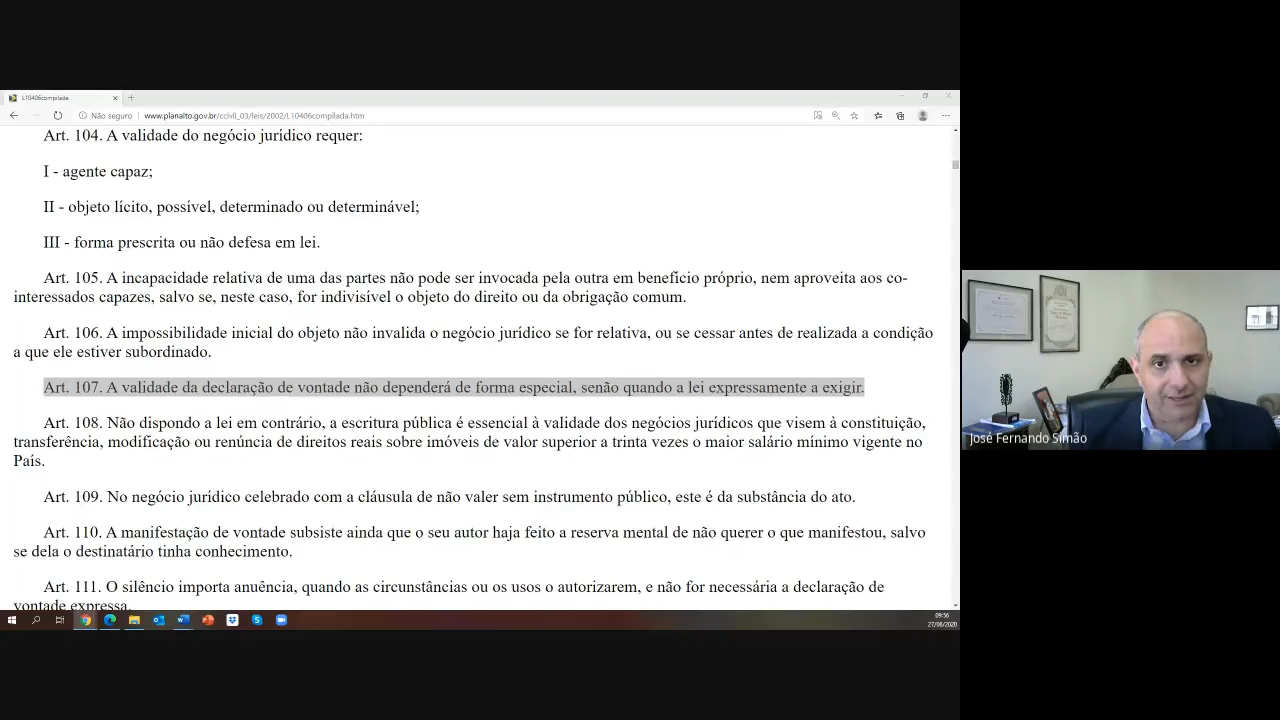 L10406compilada
Não seguro
www.planalto.gov.br/ccivil_03/leis/2002/L10406compilada.htm
Art. 104. A validade do negócio jurídico requer:
I - agente capaz;
II - objeto lícito, possível, determinado ou determinável;
III - forma prescrita ou não defesa em lei.
Art. 105. A incapacidade relativa de uma das partes não pode ser invocada pela outra em benefício próprio, nem aproveita aos co-
interessados capazes, salvo se, neste caso, for indivisível o objeto do direito ou da obrigação comum.
Art. 106. A impossibilidade inicial do objeto não invalida o negócio jurídico se for relativa, ou se cessar antes de realizada a condição
a que ele estiver subordinado.
Art. 107. A validade da declaração de vontade não dependerá de forma especial, senão quando a lei expressamente a exigir.
Art. 108. Não dispondo a lei em contrário, a escritura pública é essencial à validade dos negócios jurídicos que visem à constituição,
transferência, modificação ou renúncia de direitos reais sobre imóveis de valor superior a trinta vezes o maior salário mínimo vigente no
País.
Art. 109. No negócio jurídico celebrado com a cláusula de não valer sem instrumento público, este é da substância do ato.
Art. 110. A manifestação de vontade subsiste ainda que o seu autor haja feito a reserva mental de não querer o que manifestou, salvo
se dela o destinatário tinha conhecimento.
Art. 111. O silêncio importa anuência, quando as circunstâncias ou os usos o autorizarem, e não for necessária a declaração de
vontade expressa.
09:56
27/08/2020
José Fernando Simão